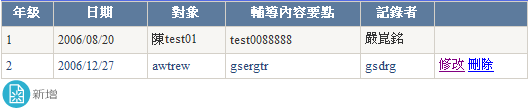 年級 日期 對象 輔導內容要點 記錄者
1 2006/08/20 陳test01 test0088888 嚴崑銘
2 2006/12/27 awtrew gsergtr gsdrg 修改 刪除
新增